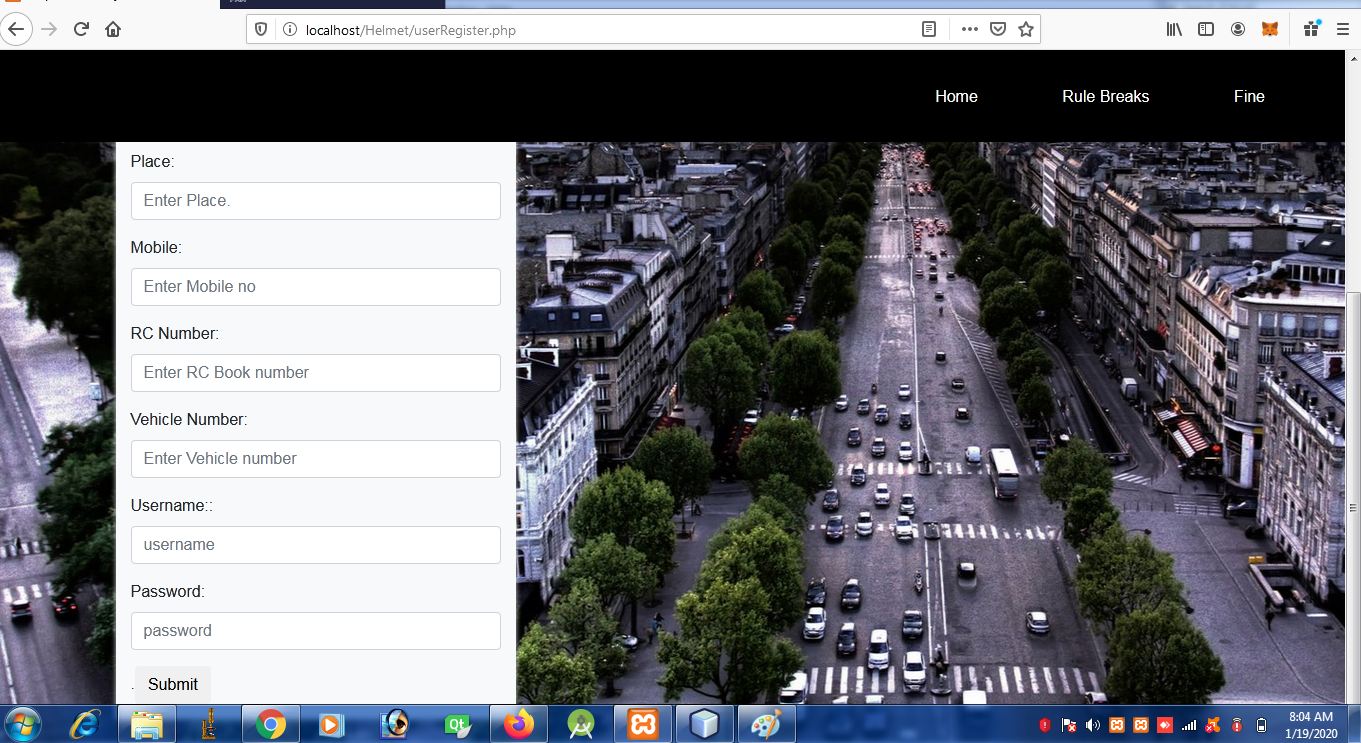 localhost/Helmet/userRegister.php
Home Rule Breaks Fine
Place:
Enter Place.
Mobile:
Enter Mobile no
RC Number:
Enter RC Book number
Vehicle Number:
Enter Vehicle number
Username::
username
Password:
password
. Submit
Qt
8:04 AM
1/19/2020